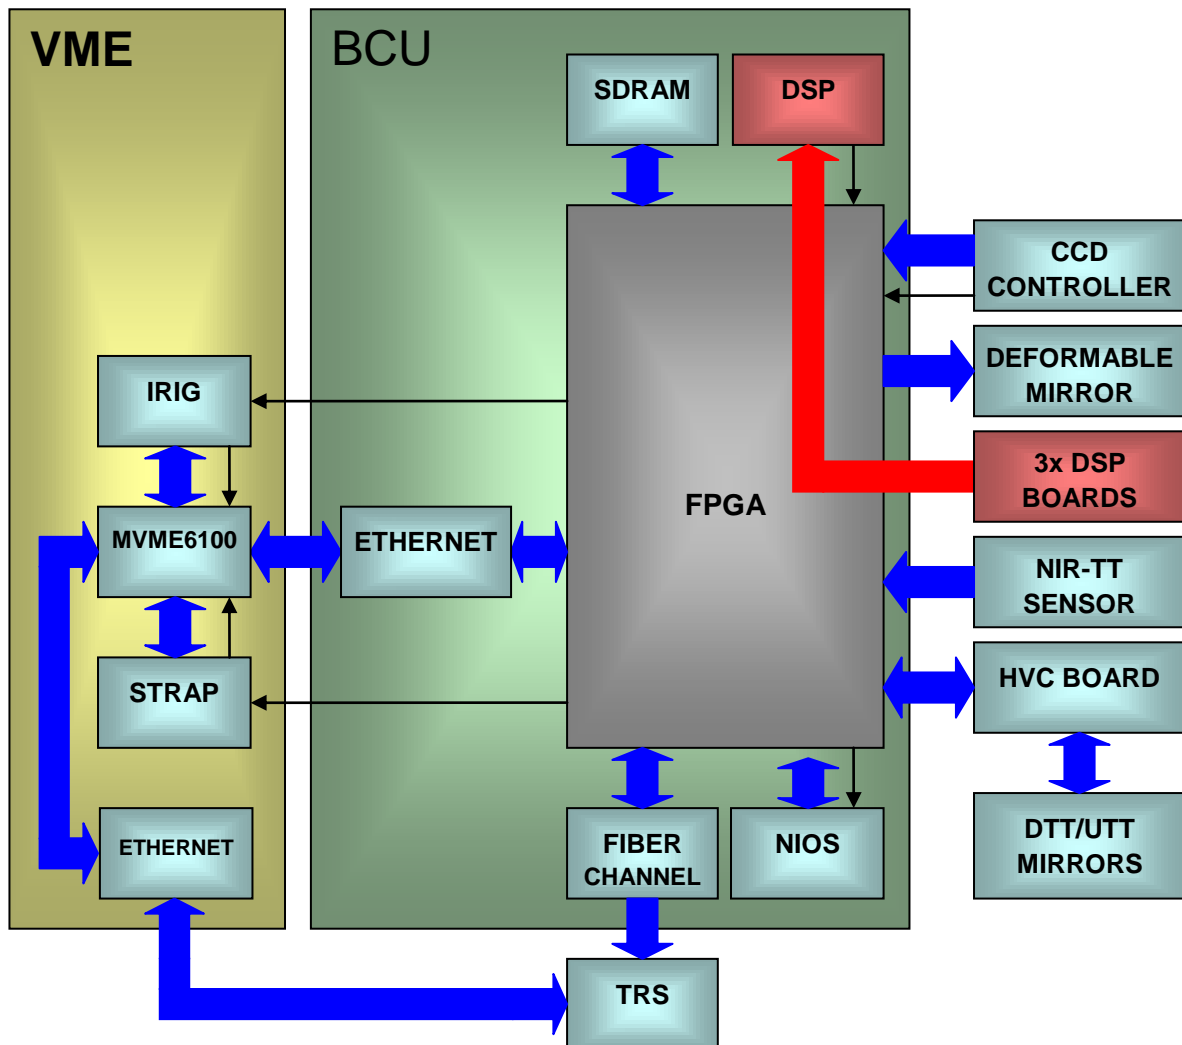 VME
BCU
SDRAM
DSP
CCD
CONTROLLER
DEFORMABLE
MIRROR
IRIG
3x DSP
BOARDS
FPGA
MVME6100
ETHERNET
NIR-TT
SENSOR
STRAP
HVC BOARD
ETHERNET
FIBER
CHANNEL
NIOS
DTT/UTT
MIRRORS
TRS